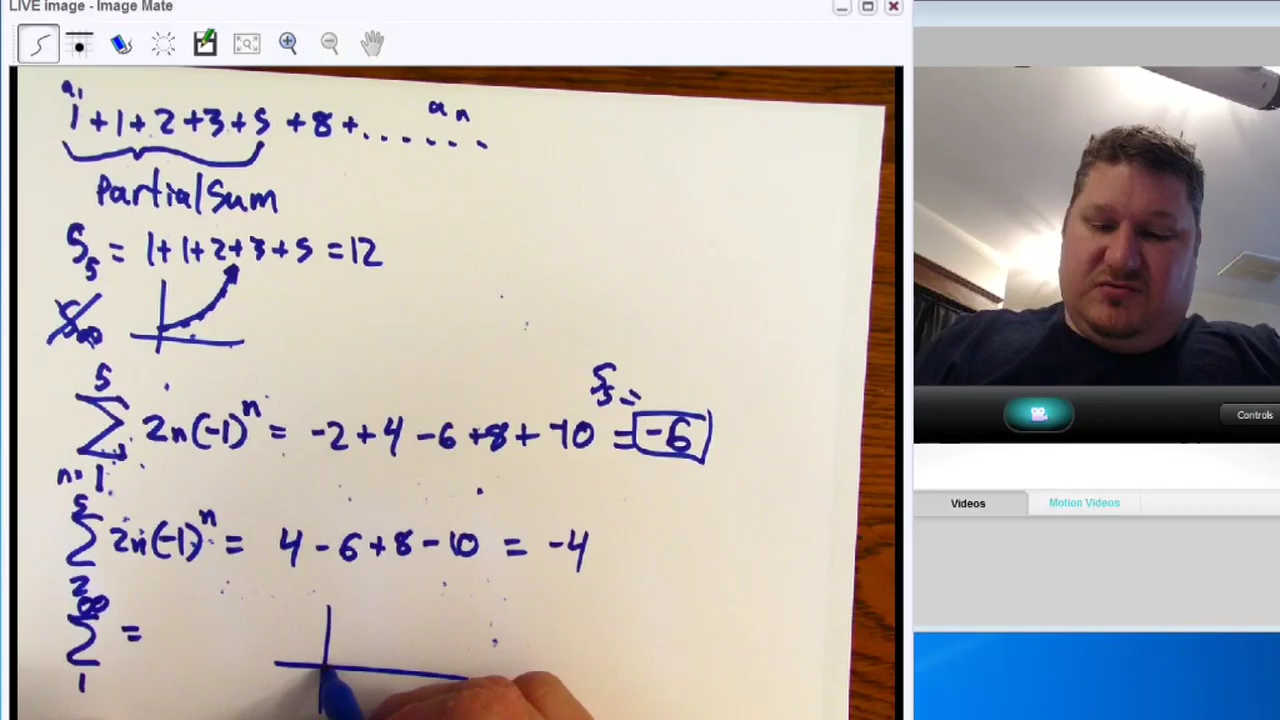 LIVE image - Image Mate
a1 an
1 + 1 + 2 + 3 + 5 + 8 + . . . . . .
Partial Sum
S5 = 1 + 1 + 2 + 3 + 5 = 12
S∞
5 S5 =
∑ 2n(-1)^n = -2 + 4 - 6 + 8 + -10 = -6
n=1
5
∑ 2n(-1)^n = 4 - 6 + 8 - 10 = -4
2
∞
∑ =
1
Controls
Videos Motion Videos